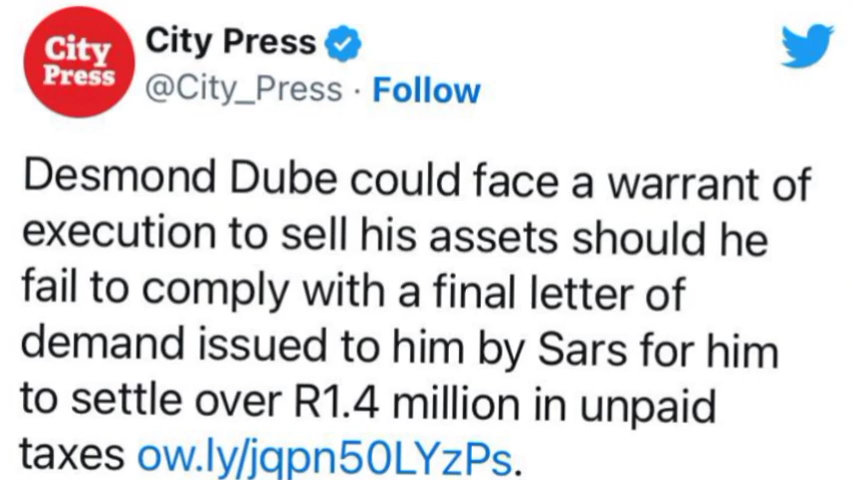 City Press
City Press
@City_Press · Follow
Desmond Dube could face a warrant of
execution to sell his assets should he
fail to comply with a final letter of
demand issued to him by Sars for him
to settle over R1.4 million in unpaid
taxes ow.ly/jqpn50LYzPs.